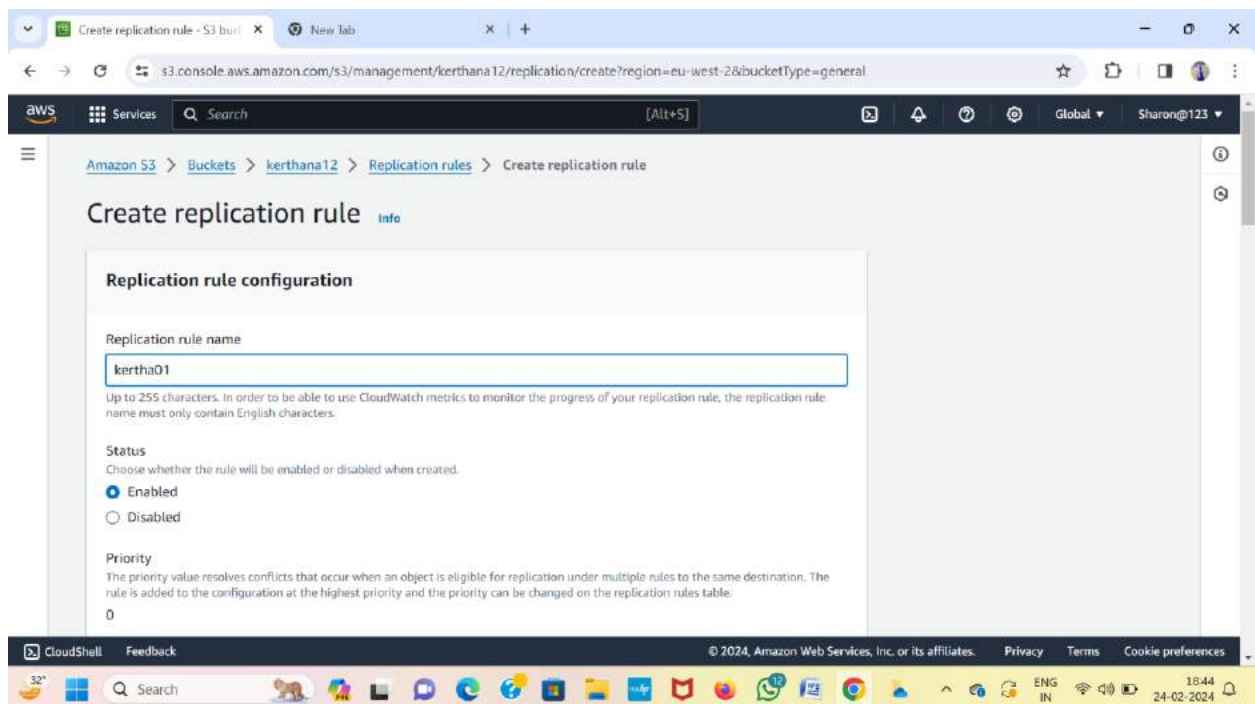 Create replication rule - S3 buc
New Tab
s3.console.aws.amazon.com/s3/management/kerthana12/replication/create?region=eu-west-2&bucketType=general
aws
Services
Search
[Alt+S]
Global
Sharon@123
Amazon S3 > Buckets > kerthana12 > Replication rules > Create replication rule
Create replication rule Info
Replication rule configuration
Replication rule name
kertha01
Up to 255 characters. In order to be able to use CloudWatch metrics to monitor the progress of your replication rule, the replication rule
name must only contain English characters.
Status
Choose whether the rule will be enabled or disabled when created.
Enabled
Disabled
Priority
The priority value resolves conflicts that occur when an object is eligible for replication under multiple rules to the same destination. The
rule is added to the configuration at the highest priority and the priority can be changed on the replication rules table.
0
CloudShell Feedback © 2024, Amazon Web Services, Inc. or its affiliates. Privacy Terms Cookie preferences
32°
Search
ENG
IN
18:44
24-02-2024